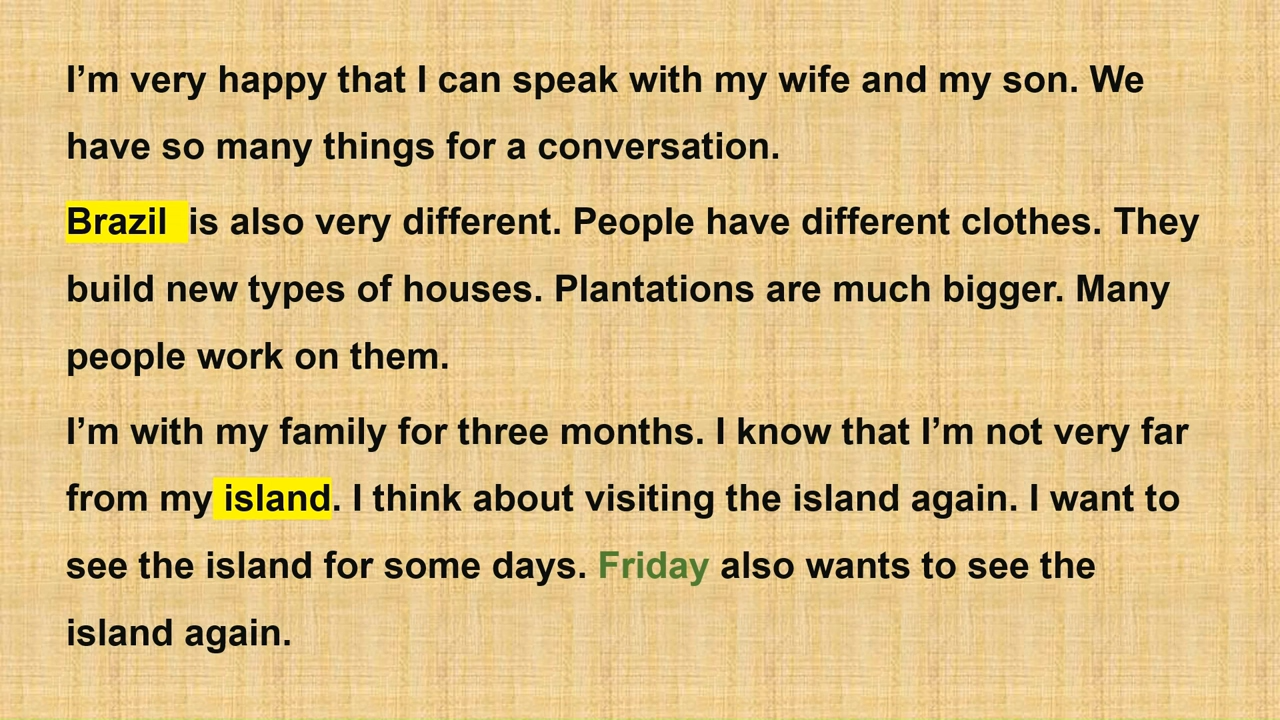 I’m very happy that I can speak with my wife and my son. We
have so many things for a conversation.
Brazil is also very different. People have different clothes. They
build new types of houses. Plantations are much bigger. Many
people work on them.
I’m with my family for three months. I know that I’m not very far
from my island. I think about visiting the island again. I want to
see the island for some days. Friday also wants to see the
island again.